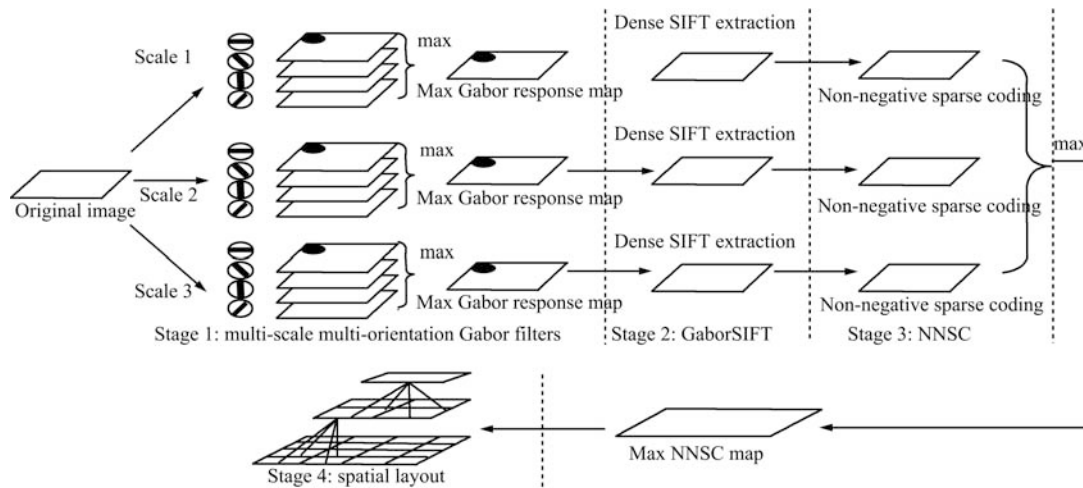 Dense SIFT extraction
Scale 1
max
Max Gabor response map
Non-negative sparse coding
Dense SIFT extraction
max
max
Scale 2
Original image
Max Gabor response map
Non-negative sparse coding
Dense SIFT extraction
max
Scale 3
Max Gabor response map
Non-negative sparse coding
Stage 1: multi-scale multi-orientation Gabor filters
Stage 2: GaborSIFT
Stage 3: NNSC
Max NNSC map
Stage 4: spatial layout